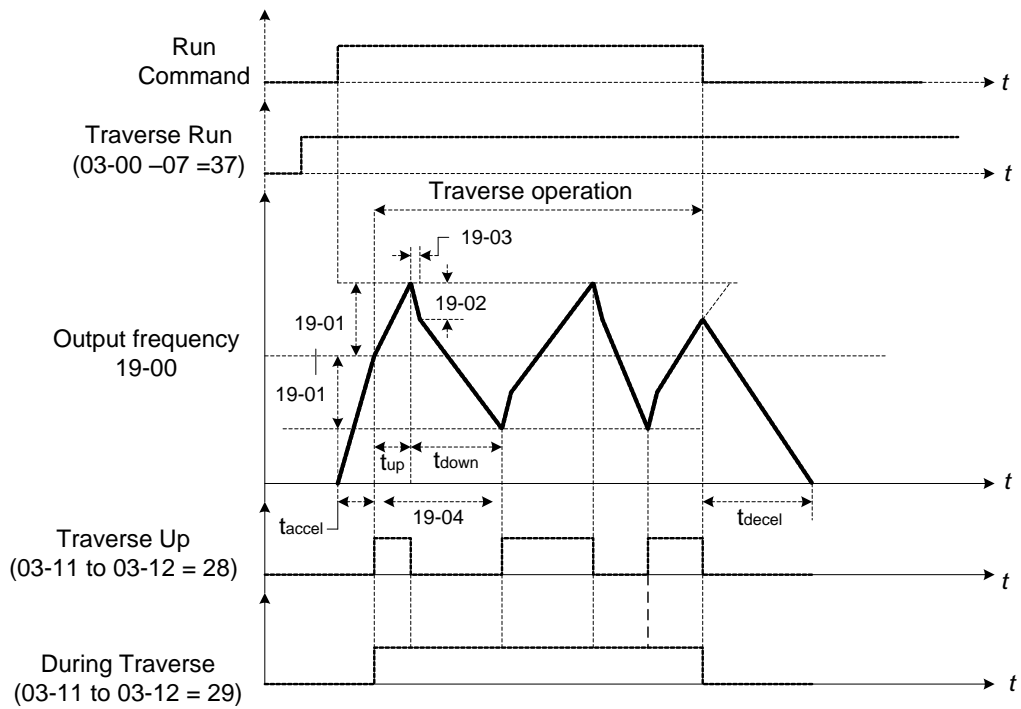 Run
Command
t
Traverse Run
(03-00 –07 =37)
t
Traverse operation
19-03
19-02
19-01
Output frequency
19-00
19-01
tup
tdown
t
taccel
19-04
tdecel
Traverse Up
(03-11 to 03-12 = 28)
t
During Traverse
(03-11 to 03-12 = 29)
t